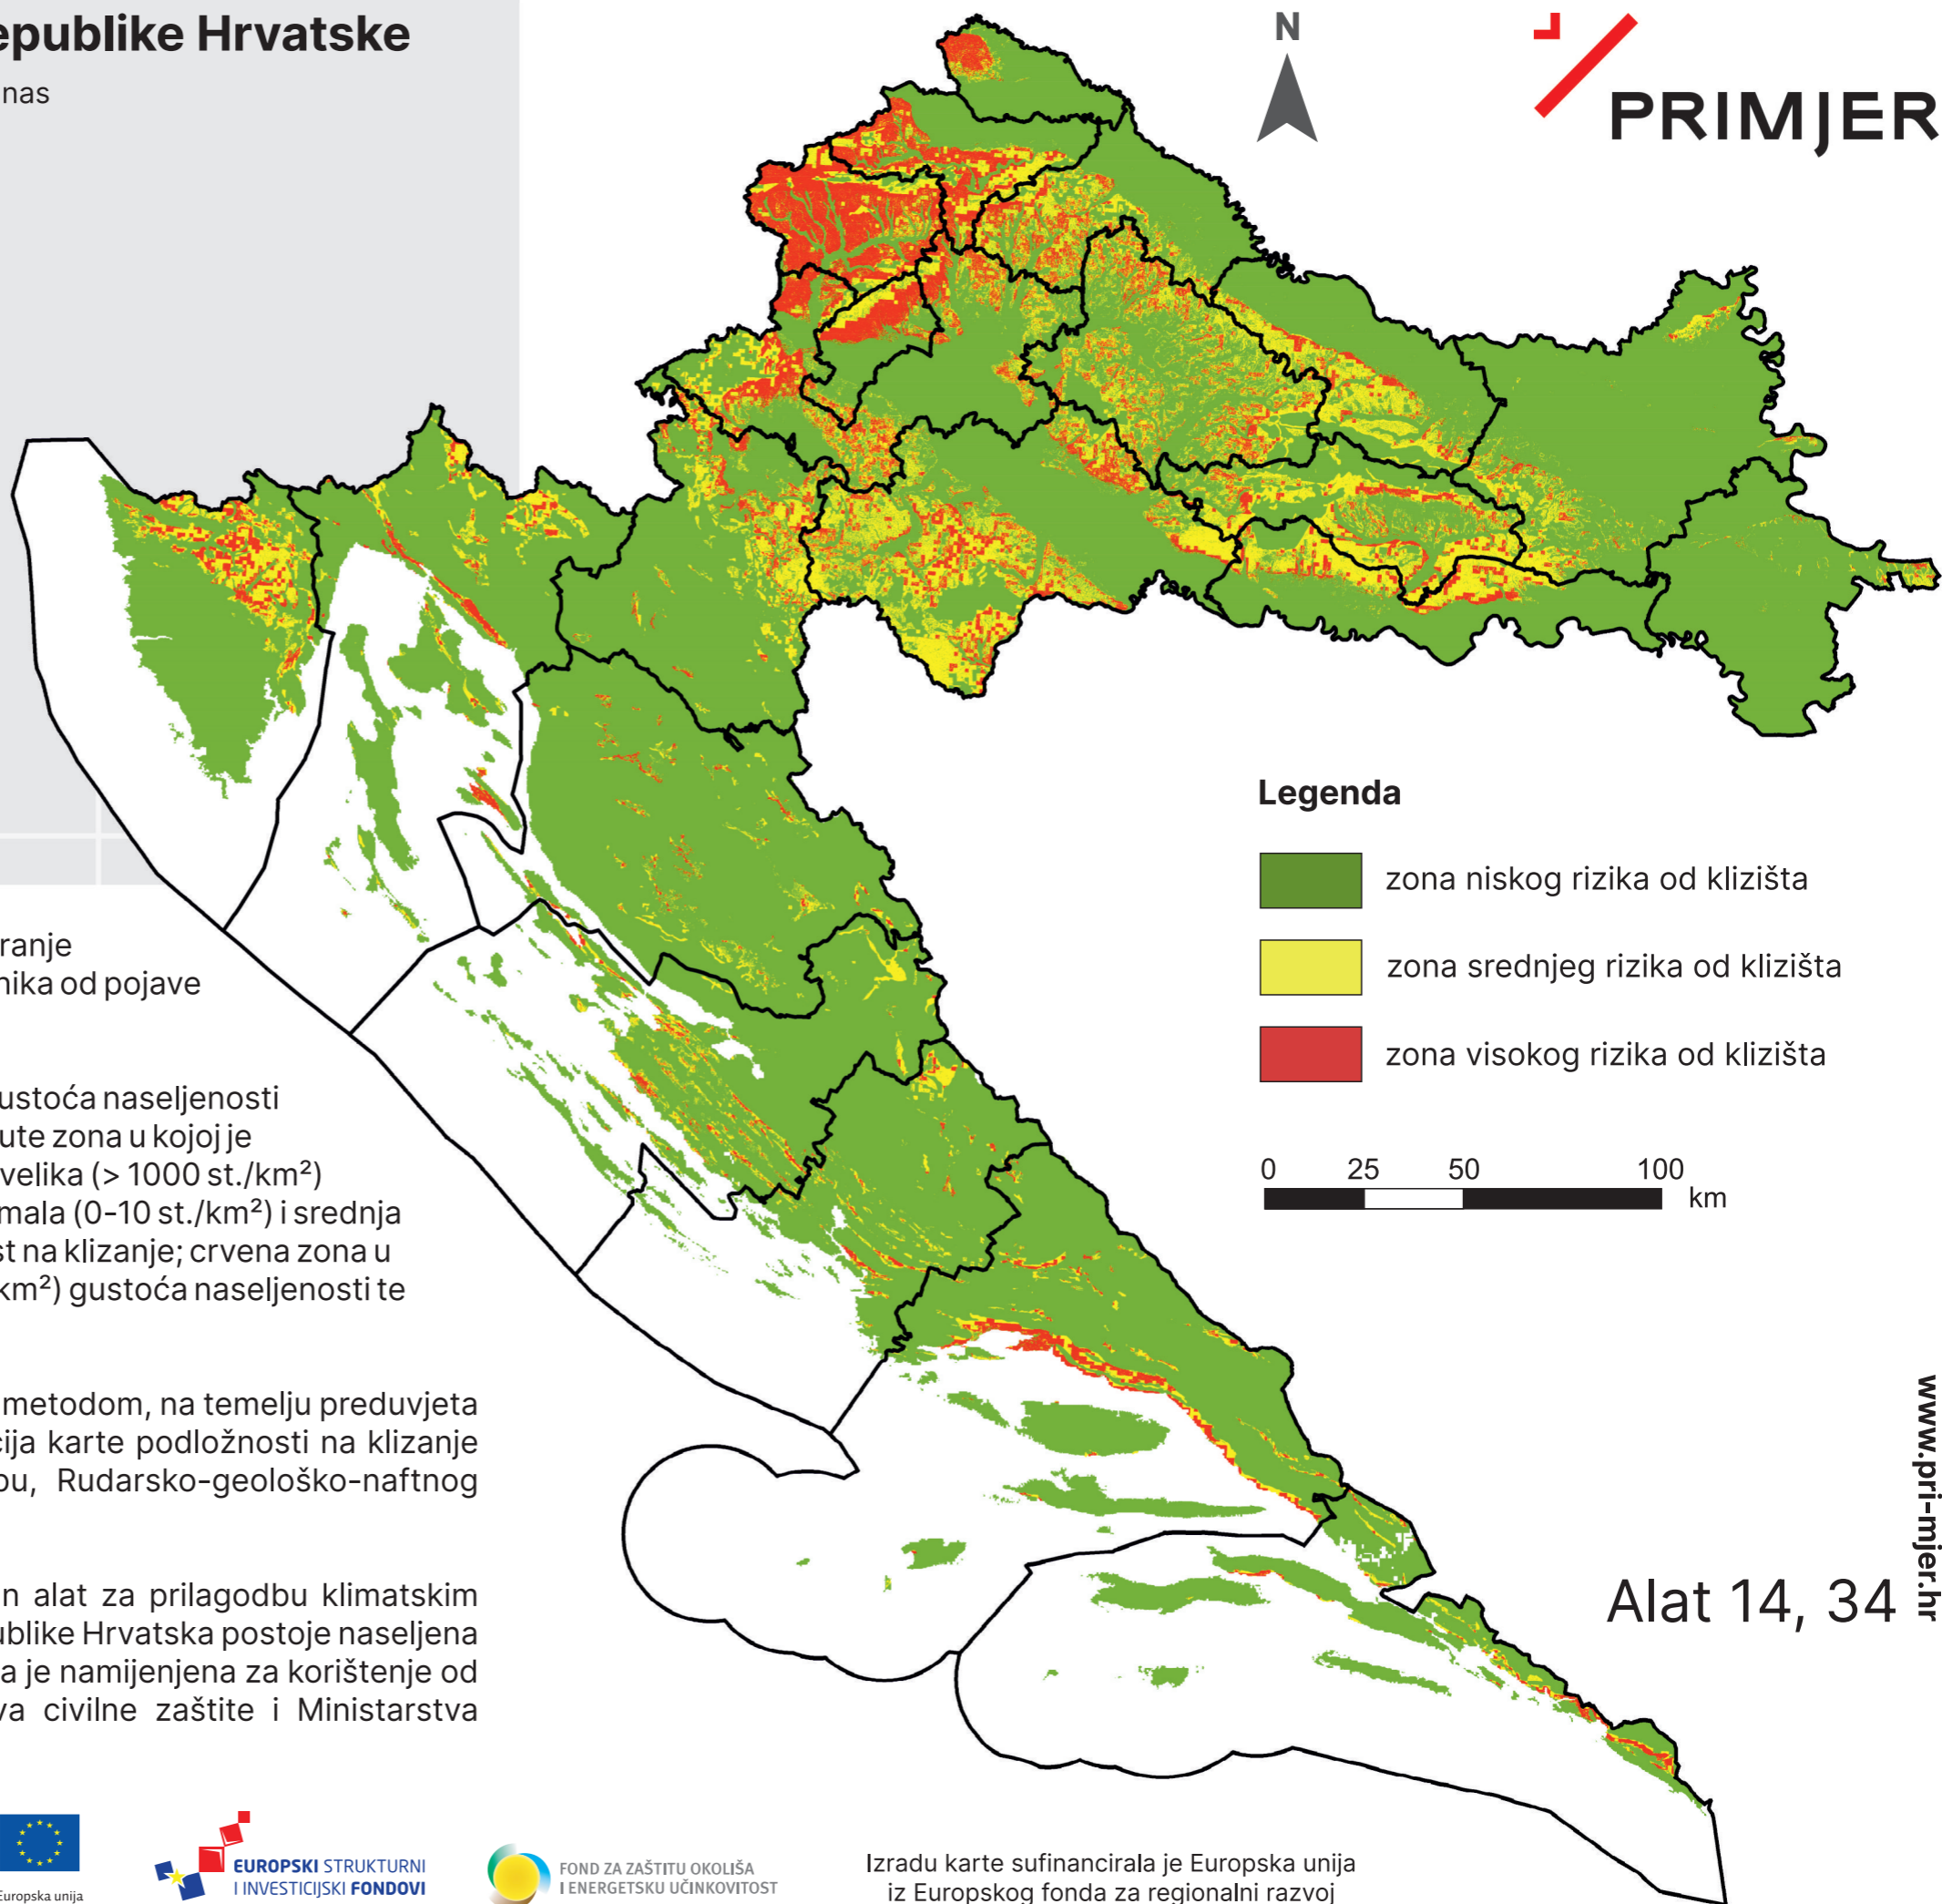 epublike Hrvatske
nas
N
PRIMJER
ranje
nika od pojave
ustoća naseljenosti
ute zona u kojoj je
velika (> 1000 st./km²)
mala (0-10 st./km²) i srednja
st na klizanje; crvena zona u
km²) gustoća naseljenosti te
metodom, na temelju preduvjeta
cija karte podložnosti na klizanje
bu, Rudarsko-geološko-naftnog
n alat za prilagodbu klimatskim
ublike Hrvatska postoje naseljena
a je namijenjena za korištenje od
va civilne zaštite i Ministarstva
Legenda
zona niskog rizika od klizišta
zona srednjeg rizika od klizišta
zona visokog rizika od klizišta
0 25 50 100
km
www.pri-mjer.hr
Alat 14, 34
Europska unija
EUROPSKI STRUKTURNI
I INVESTICIJSKI FONDOVI
FOND ZA ZAŠTITU OKOLIŠA
I ENERGETSKU UČINKOVITOST
Izradu karte sufinancirala je Europska unija
iz Europskog fonda za regionalni razvoj